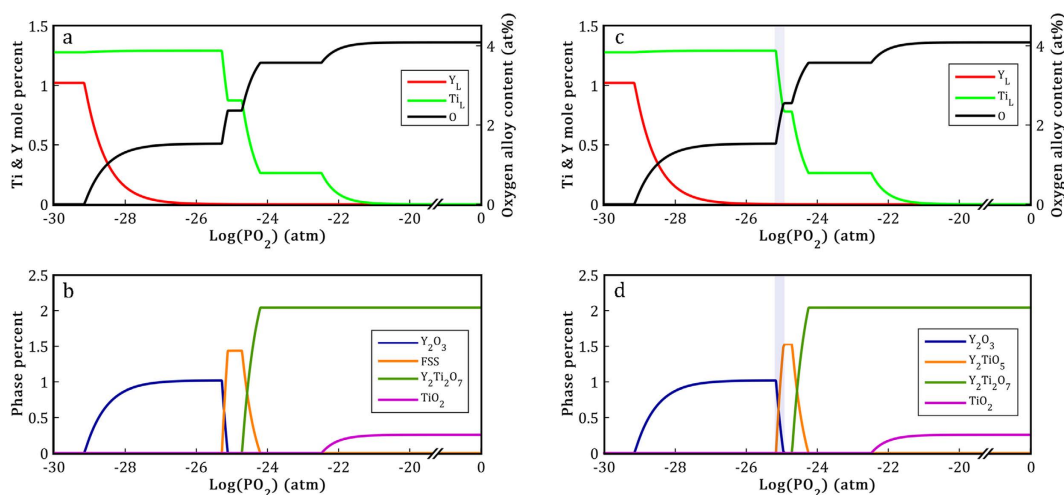 a
1.5
1
0.5
0
Ti & Y mole percent
4
2
0
Oxygen alloy content (at%)
Y_L
Ti_L
O
-30 -28 -26 -24 -22 -20 0
Log(PO₂) (atm)
c
1.5
1
0.5
0
Ti & Y mole percent
4
2
0
Oxygen alloy content (at%)
Y_L
Ti_L
O
-30 -28 -26 -24 -22 -20 0
Log(PO₂) (atm)
b
2.5
2
1.5
1
0.5
0
Phase percent
Y₂O₃
FSS
Y₂Ti₂O₇
TiO₂
-30 -28 -26 -24 -22 -20 0
Log(PO₂) (atm)
d
2.5
2
1.5
1
0.5
0
Phase percent
Y₂O₃
Y₂TiO₅
Y₂Ti₂O₇
TiO₂
-30 -28 -26 -24 -22 -20 0
Log(PO₂) (atm)